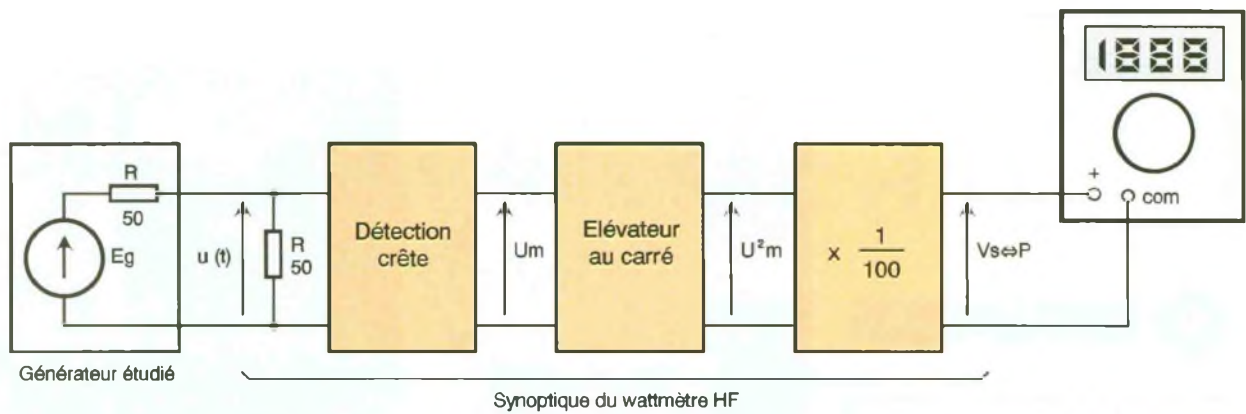 1888
R
50
Eg
u (t)
R
50
Détection
crête
Um
Elévateur
au carré
U²m
x 1/100
Vs⇔P
+
com
Générateur étudié
Synoptique du wattmètre HF